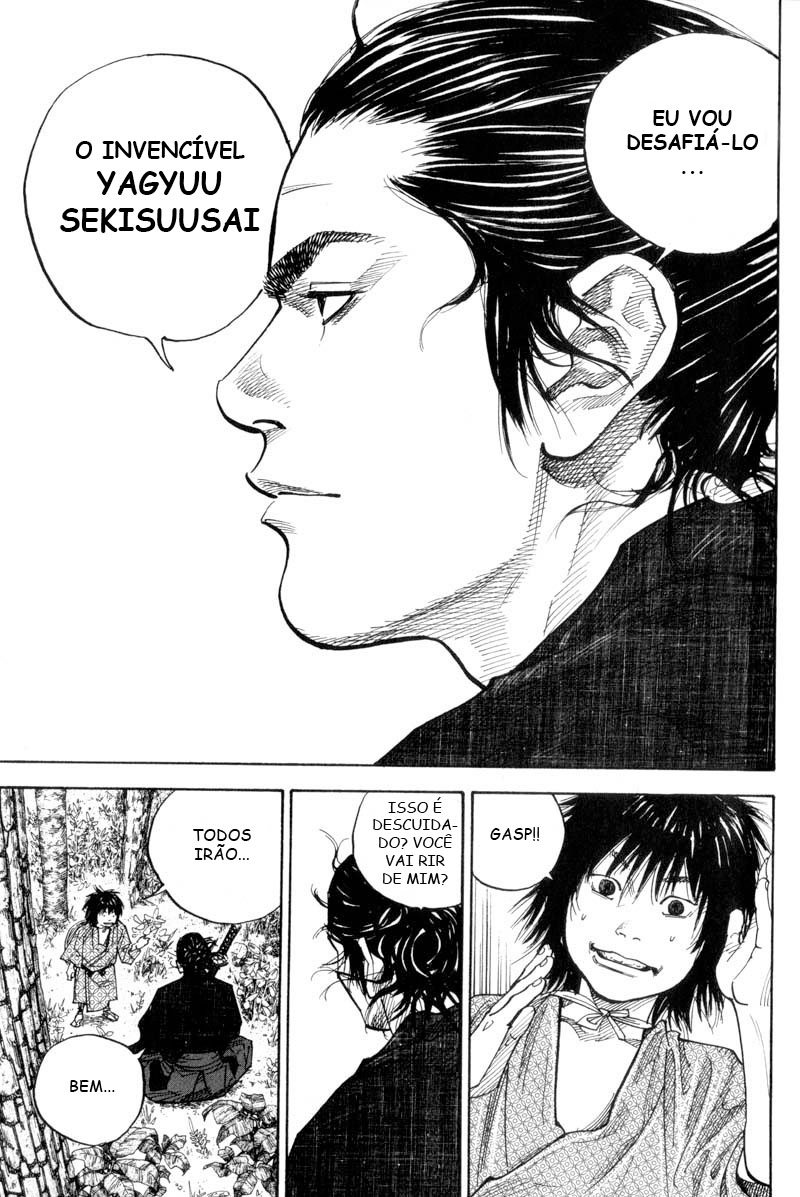 EU VOU
DESAFIÁ-LO
...
O INVENCÍVEL
YAGYUU
SEKISUUSAI
GASP!!
ISSO É
DESCUIDA-
DO? VOCÊ
VAI RIR
DE MIM?
TODOS
IRÃO...
BEM...